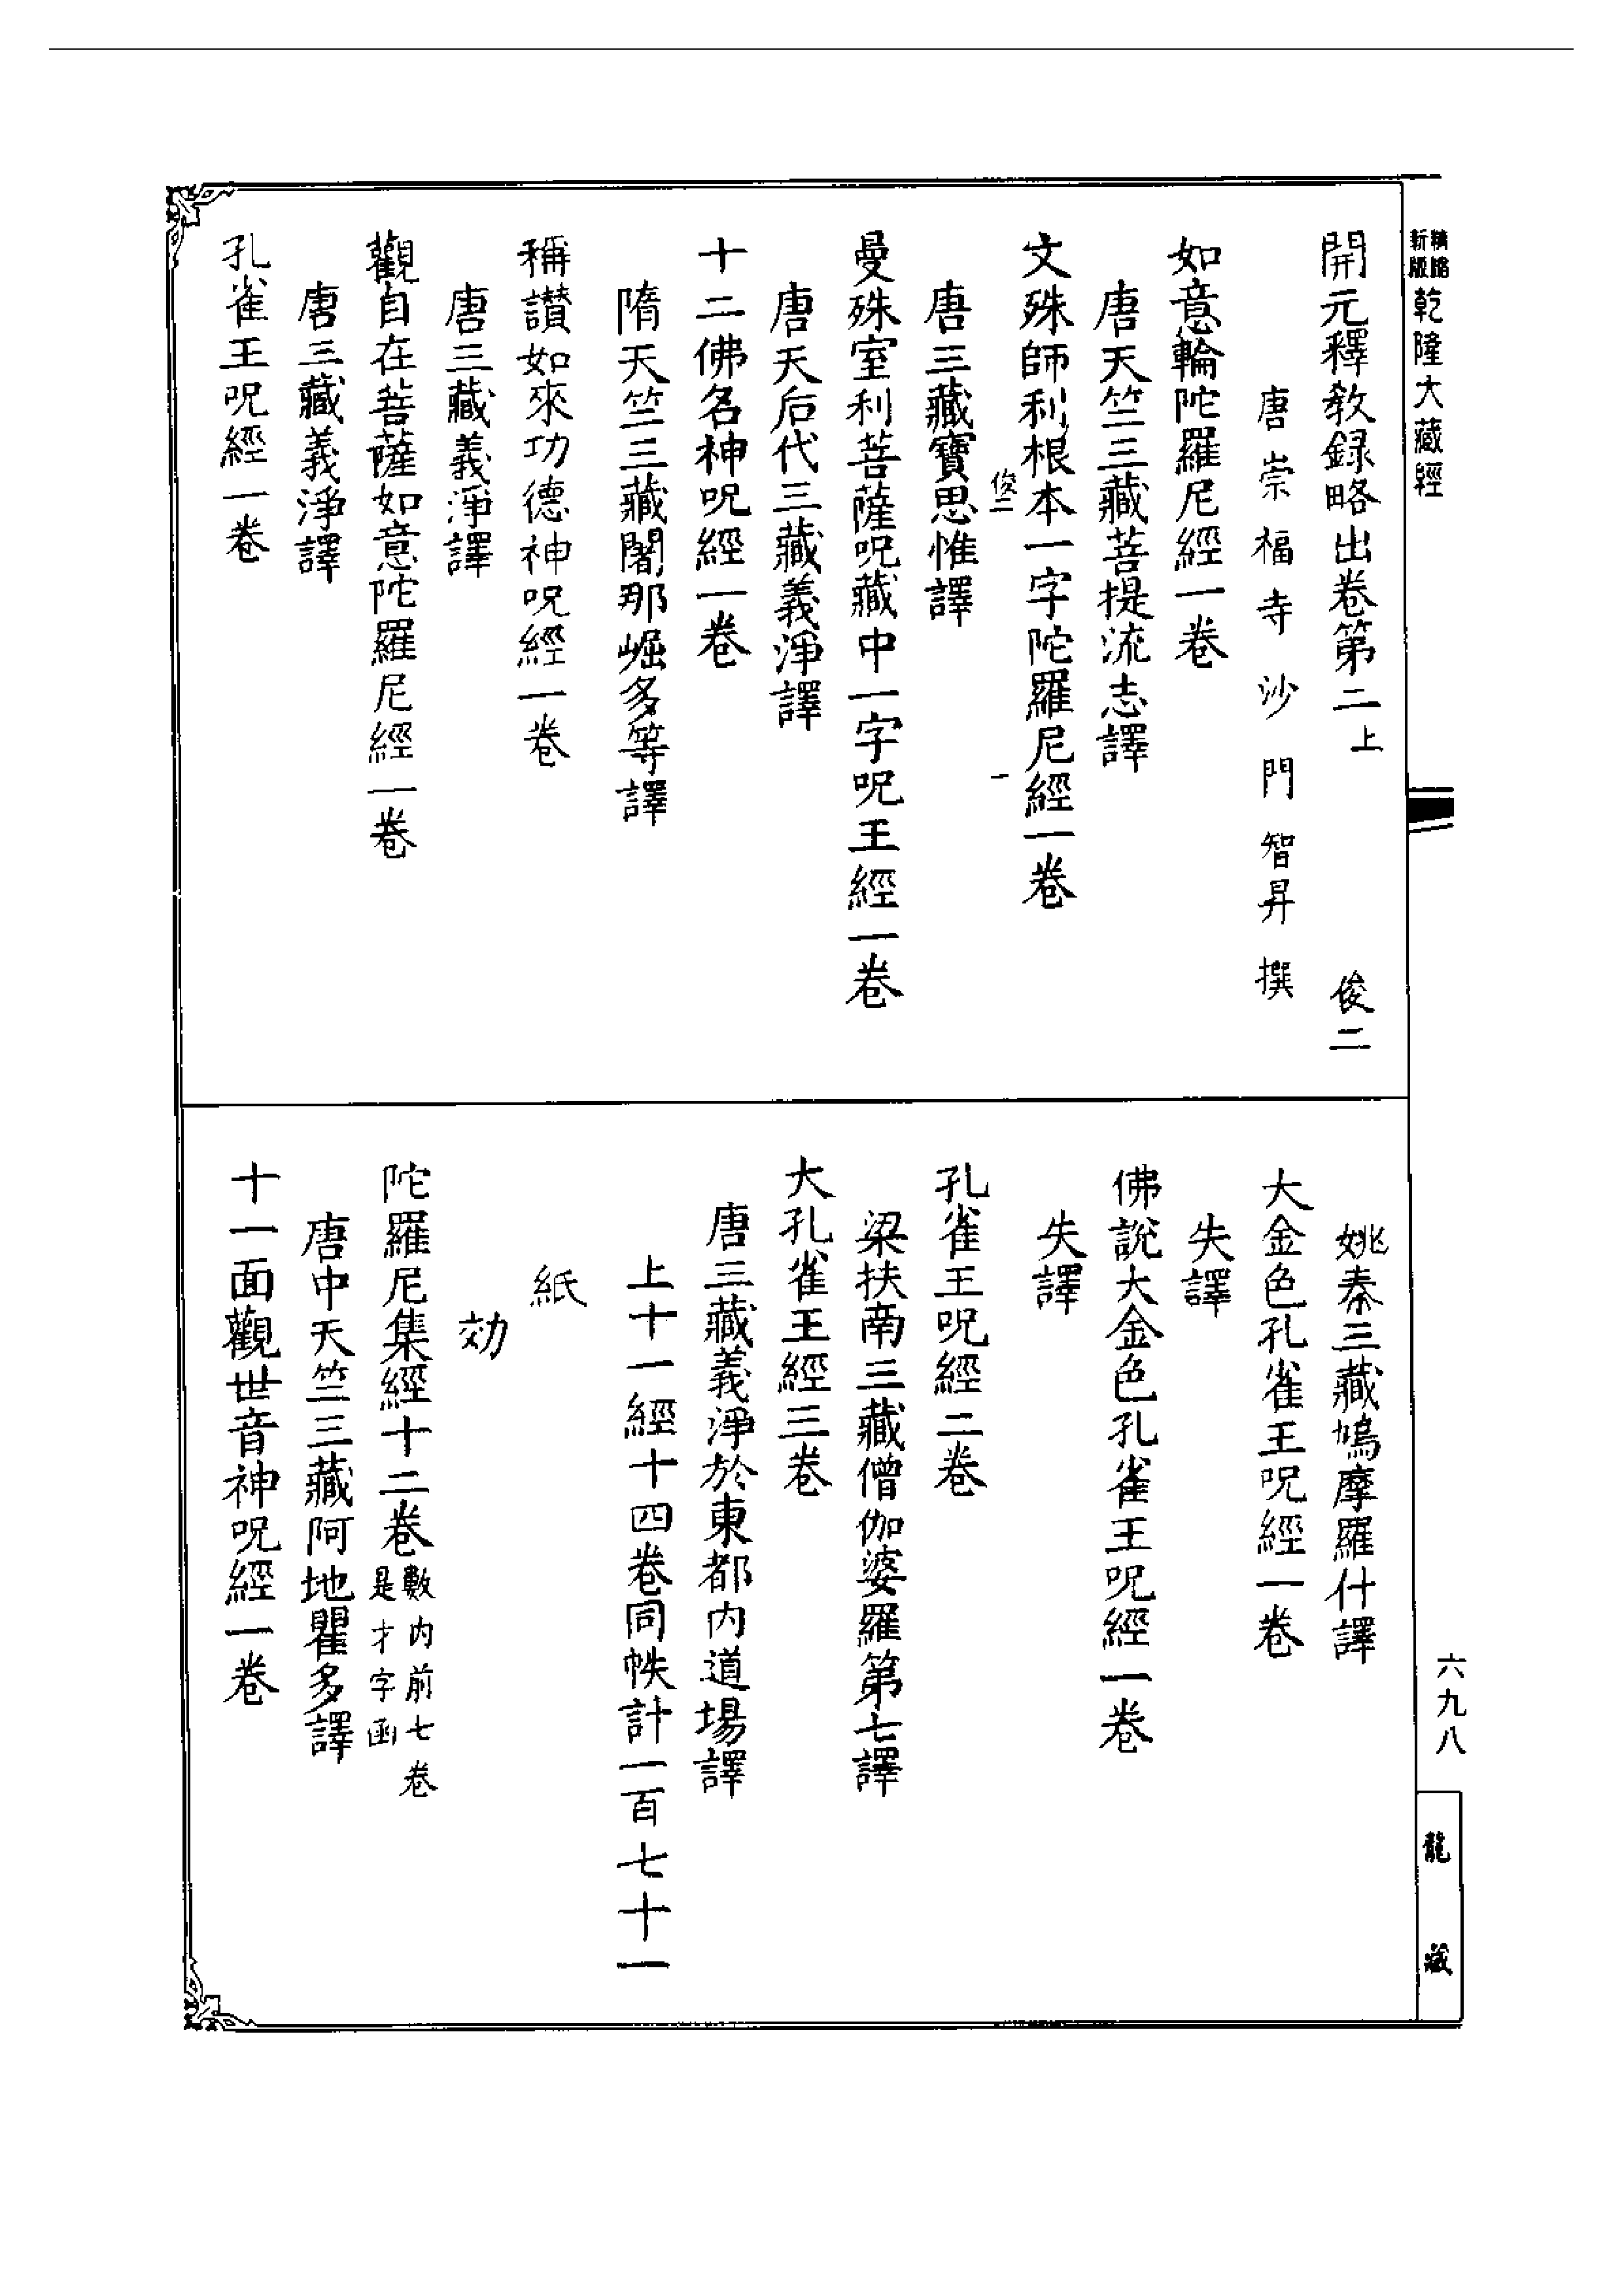 新版精縮乾隆大藏經
開元釋教録略出卷第二上 俊二
唐崇福寺沙門智昇撰
如意輪陀羅尼經一卷
唐天竺三藏菩提流志譯
文殊師利根本一字陀羅尼經一卷
俊二 一
唐三藏寶思惟譯
曼殊室利菩薩呪藏中一字呪王經一卷
唐天后代三藏義淨譯
十二佛名神呪經一卷
隋天竺三藏闍那崛多等譯
稱讃如來功德神呪經一卷
唐三藏義淨譯
觀自在菩薩如意陀羅尼經一卷
唐三藏義淨譯
孔雀王呪經一卷
姚秦三藏鳩摩羅什譯
大金色孔雀王呪經一卷
失譯
佛說大金色孔雀王呪經一卷
失譯
孔雀王呪經二卷
梁扶南三藏僧伽婆羅第七譯
大孔雀王經三卷
唐三藏義淨於東都内道場譯
上十一經十四卷同帙計一百七十一
紙
効
陀羅尼集經十二卷數内前七卷
是才字函
唐中天竺三藏阿地瞿多譯
十一面觀世音神呪經一卷
六九八
龍藏